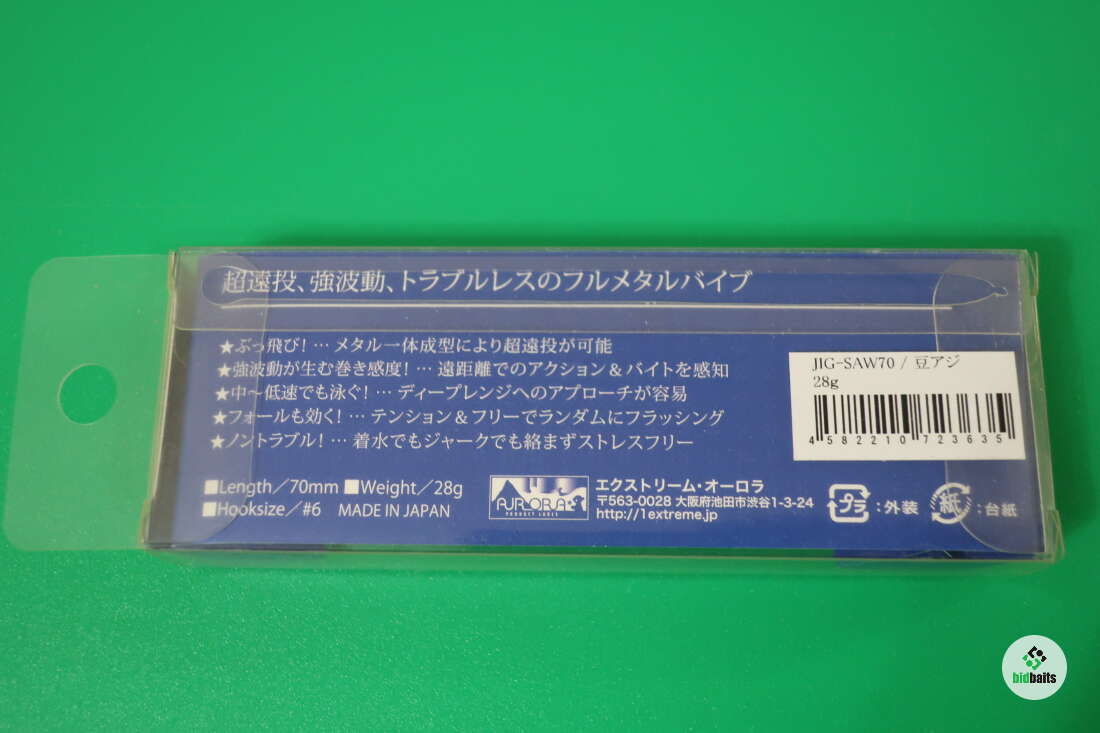 超遠投、強波動、トラブルレスのフルメタルバイブ
★ぶっ飛び！… メタル一体成型により超遠投が可能
★強波動が生む巻き感度！… 遠距離でのアクション＆バイトを感知
★中〜低速でも泳ぐ！… ディープレンジへのアプローチが容易
★フォールも効く！… テンション＆フリーでランダムにフラッシング
★ノントラブル！… 着水でもジャークでも絡まずストレスフリー
JIG-SAW70 / 豆アジ
28g
4582210723635
■Length／70mm ■Weight／28g
■Hooksize／#6 MADE IN JAPAN
AURORA
PRODUCT LABEL
エクストリーム・オーロラ
〒563-0028 大阪府池田市渋谷1-3-24
http://1extreme.jp
プラ：外装
紙：台紙
bidbaits